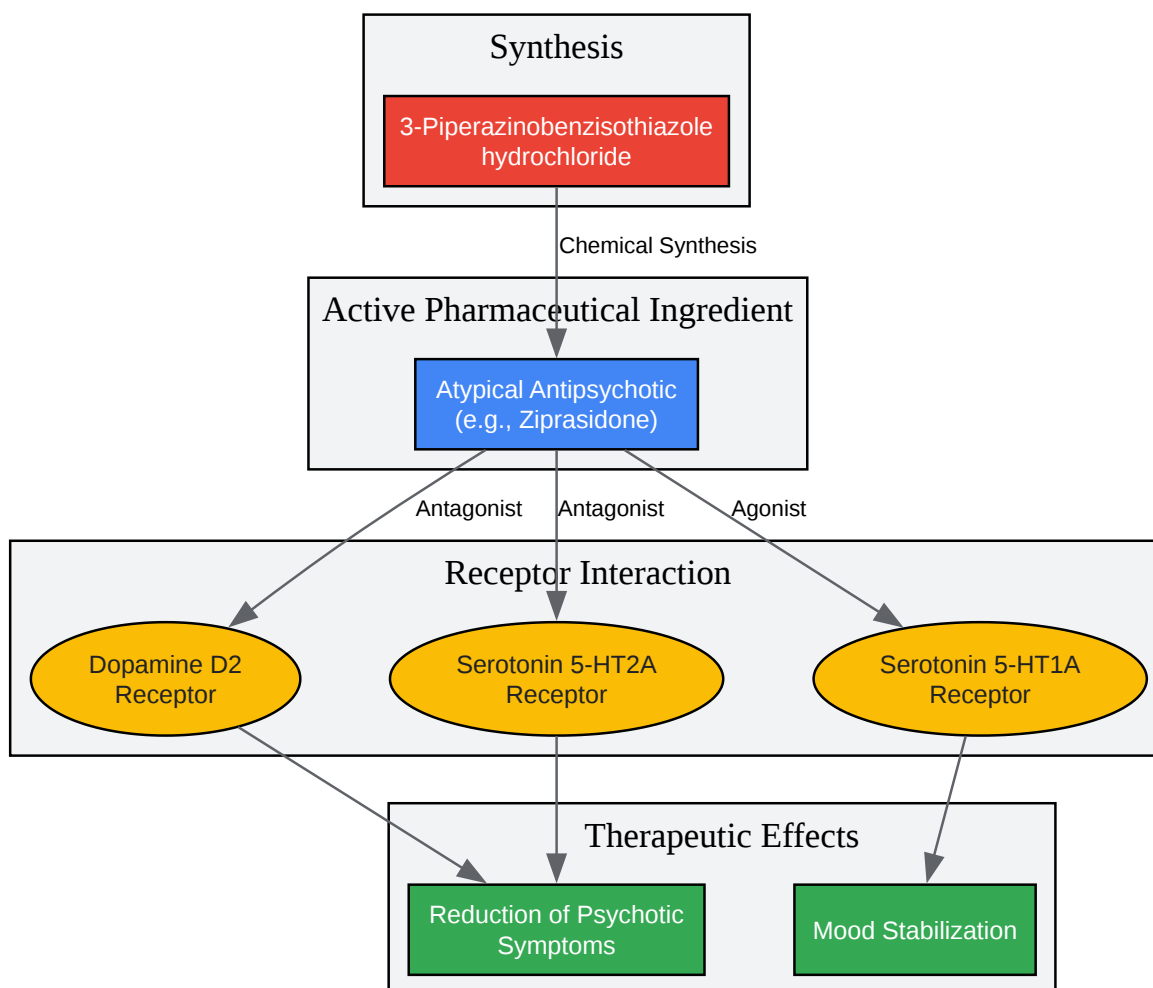 Synthesis
3-Piperazinobenzisothiazole
hydrochloride
Chemical Synthesis
Active Pharmaceutical Ingredient
Atypical Antipsychotic
(e.g., Ziprasidone)
Antagonist
Antagonist
Agonist
Receptor Interaction
Dopamine D2
Receptor
Serotonin 5-HT2A
Receptor
Serotonin 5-HT1A
Receptor
Therapeutic Effects
Reduction of Psychotic
Symptoms
Mood Stabilization